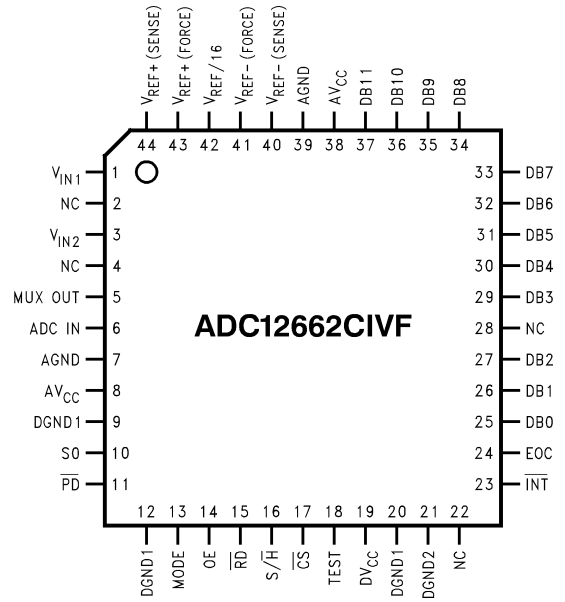 VREF+ (SENSE)
VREF+ (FORCE)
VREF/16
VREF− (FORCE)
VREF− (SENSE)
AGND
AVCC
DB11
DB10
DB9
DB8
44 43 42 41 40 39 38 37 36 35 34
VIN1 1
NC 2
VIN2 3
NC 4
MUX OUT 5
ADC IN 6
AGND 7
AVCC 8
DGND1 9
S0 10
P̅D̅ 11
ADC12662CIVF
33 DB7
32 DB6
31 DB5
30 DB4
29 DB3
28 NC
27 DB2
26 DB1
25 DB0
24 EOC
23 I̅N̅T̅
12 13 14 15 16 17 18 19 20 21 22
DGND1
MODE
OE
R̅D̅
S/H̅
C̅S̅
TEST
DVCC
DGND1
DGND2
NC